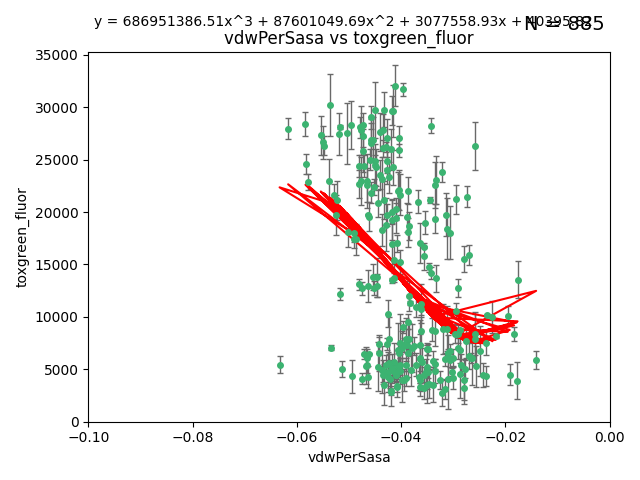 y = 686951386.51x^3 + 87601049.69x^2 + 3077558.93x +
N = 885
vdwPerSasa vs toxgreen_fluor
35000
30000
25000
20000
15000
10000
5000
0
toxgreen_fluor
−0.10
−0.08
−0.06
−0.04
−0.02
0.00
vdwPerSasa